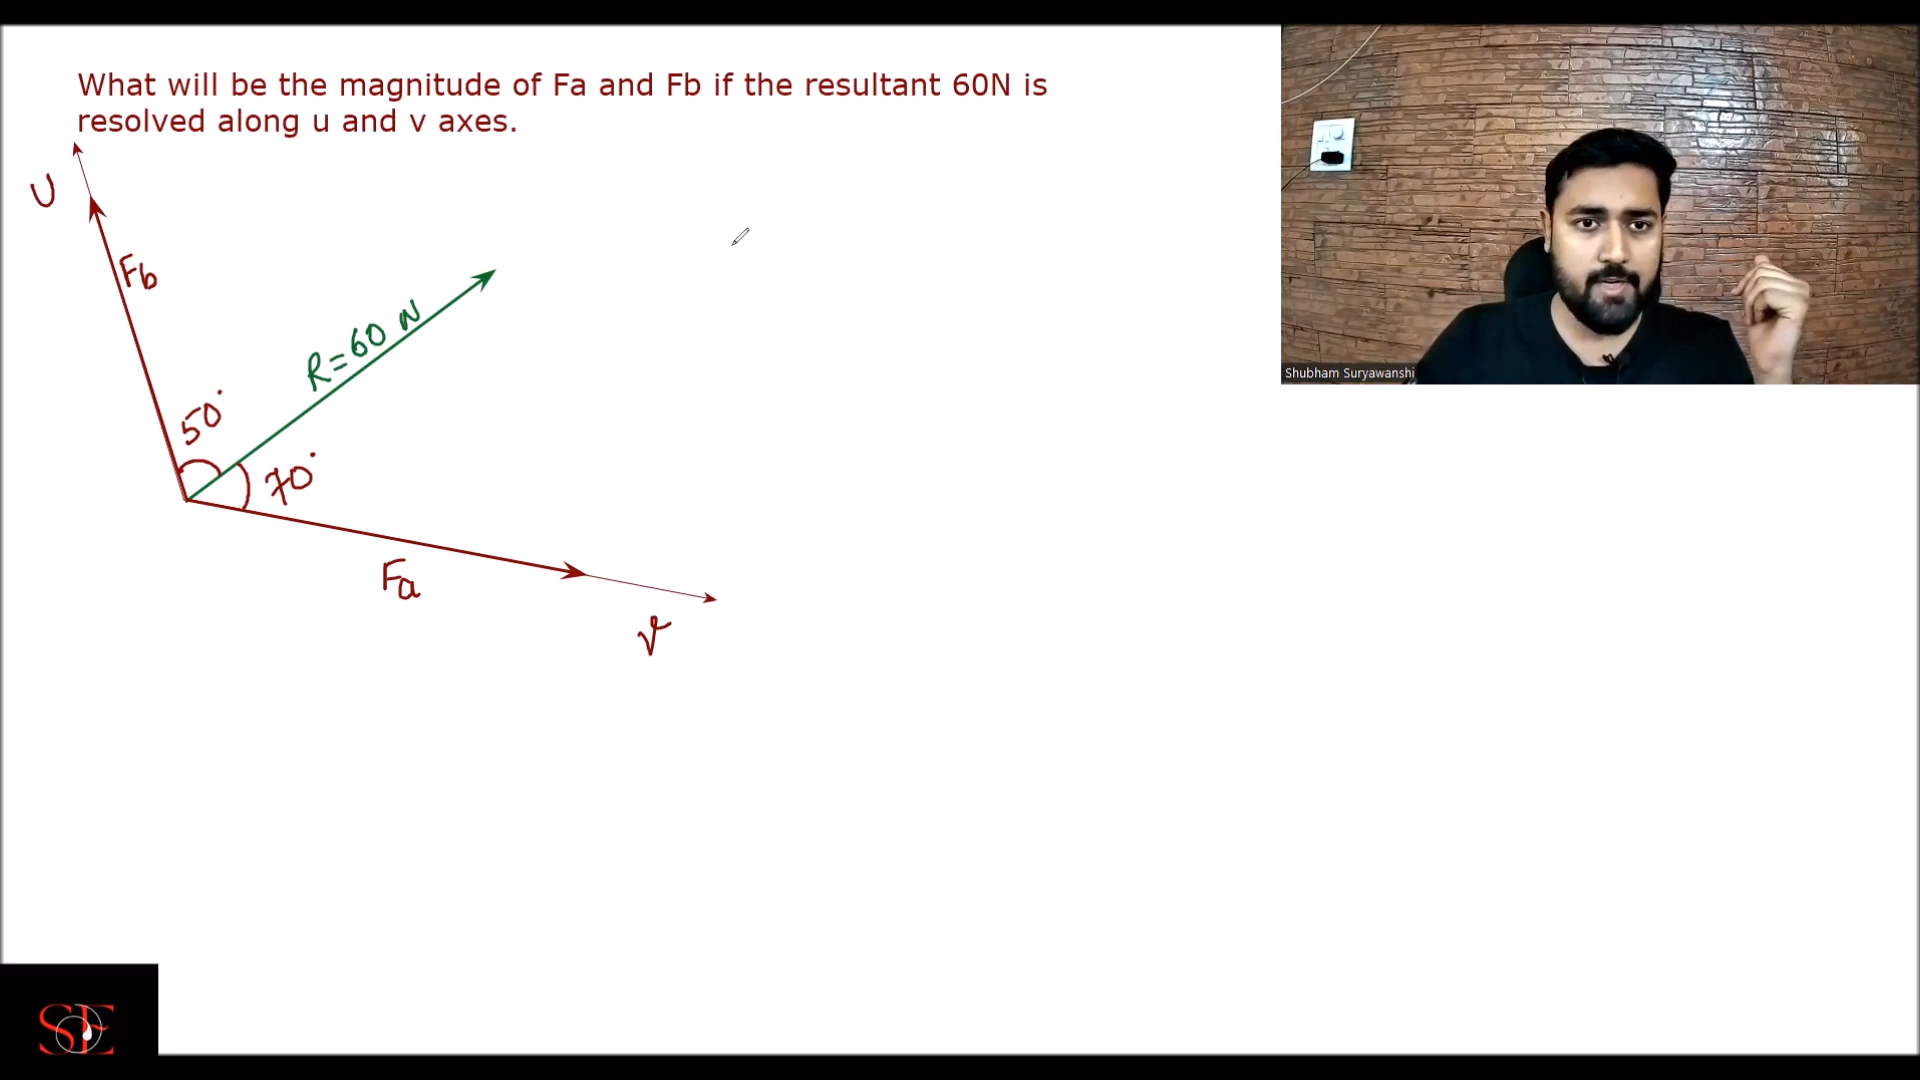 What will be the magnitude of Fa and Fb if the resultant 60N is
resolved along u and v axes.
U
Fb
R=60 N
50°
70°
Fa
v
Shubham Suryawanshi
SE